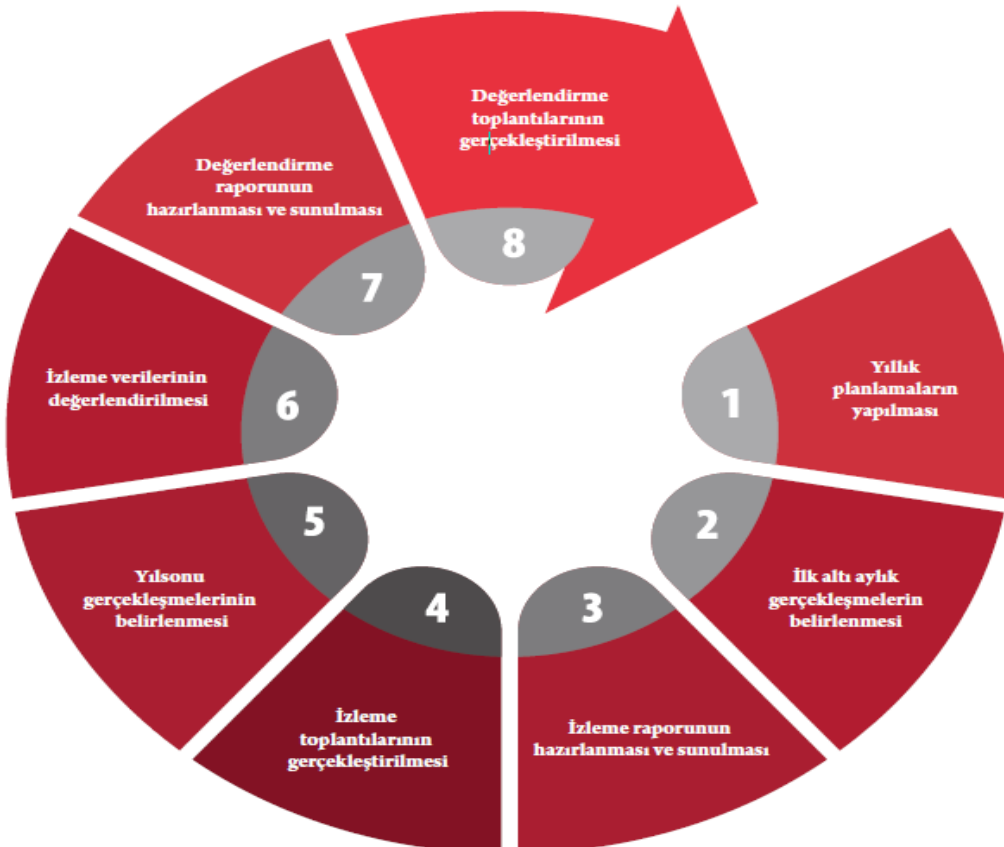 1
Yıllık
planlamaların
yapılması
2
İlk altı aylık
gerçekleşmelerin
belirlenmesi
3
İzleme raporunun
hazırlanması ve sunulması
4
İzleme
toplantılarının
gerçekleştirilmesi
5
Yılsonu
gerçekleşmelerinin
belirlenmesi
6
İzleme verilerinin
değerlendirilmesi
7
Değerlendirme
raporunun
hazırlanması ve sunulması
8
Değerlendirme
toplantılarının
gerçekleştirilmesi